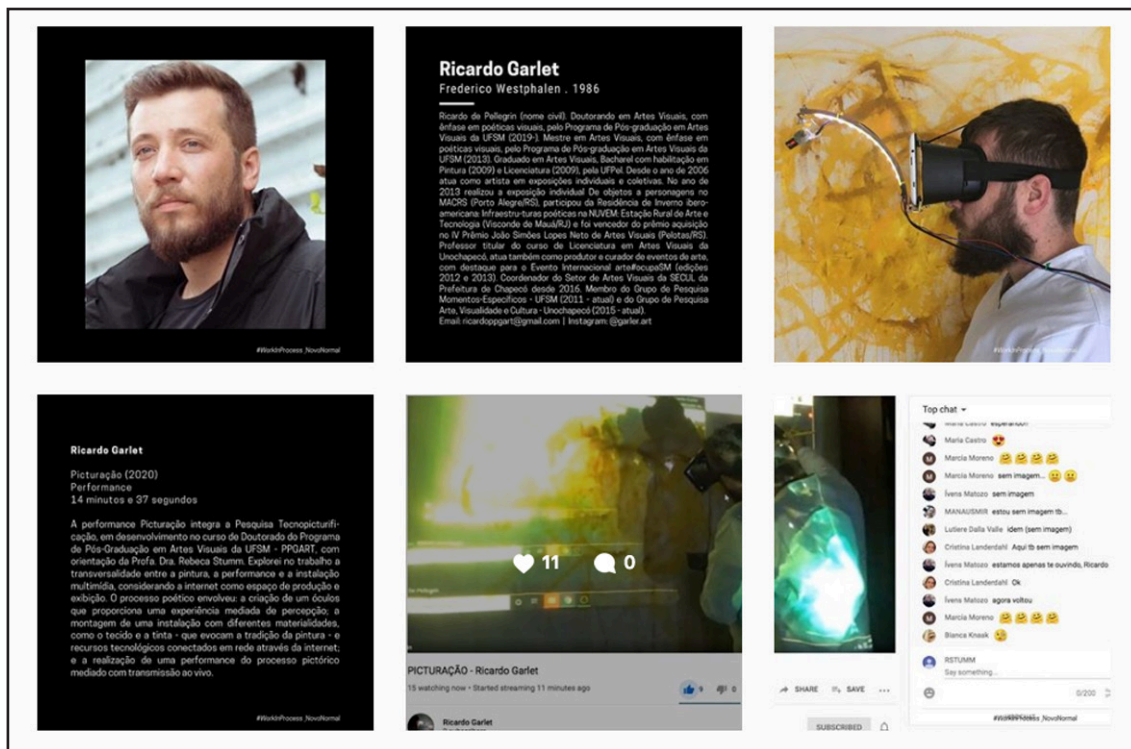 #WorkInProcess_NovoNormal
Ricardo Garlet
Frederico Westphalen . 1986
Ricardo de Pellegrin (nome civil). Doutorando em Artes Visuais, com
ênfase em poéticas visuais, pelo Programa de Pós-graduação em Artes
Visuais da UFSM (2019-). Mestre em Artes Visuais, com ênfase em
poéticas visuais, pelo Programa de Pós-graduação em Artes Visuais da
UFSM (2013). Graduado em Artes Visuais, Bacharel com habilitação em
Pintura (2009) e Licenciatura (2009), pela UFPel. Desde o ano de 2006
atua como artista em exposições individuais e coletivas. No ano de
2013 realizou a exposição individual De objetos a personagens no
MACRS (Porto Alegre/RS), participou da Residência de Inverno ibero-
americana: Infraestru-turas poéticas na NUVEM: Estação Rural de Arte e
Tecnologia (Visconde de Mauá/RJ) e foi vencedor do prêmio aquisição
no IV Prêmio João Simões Lopes Neto de Artes Visuais (Pelotas/RS).
Professor titular do curso de Licenciatura em Artes Visuais da
Unochapecó, atua também como produtor e curador de eventos de arte,
com destaque para o Evento Internacional arte#ocupaSM (edições
2012 e 2013). Coordenador do Setor de Artes Visuais da SECUL da
Prefeitura de Chapecó desde 2016. Membro do Grupo de Pesquisa
Momentos-Específicos - UFSM (2011 - atual) e do Grupo de Pesquisa
Arte, Visualidade e Cultura - Unochapecó (2015 - atual).
Email: ricardoppgart@gmail.com | Instagram: @garler.art
#WorkInProcess_NovoNormal
Ricardo Garlet
Picturação (2020)
Performance
14 minutos e 37 segundos
A performance Picturação integra a Pesquisa Tecnopicturifi-
cação, em desenvolvimento no curso de Doutorado do Programa
de Pós-Graduação em Artes Visuais da UFSM - PPGART, com
orientação da Profa. Dra. Rebeca Stumm. Explorei no trabalho a
transversalidade entre a pintura, a performance e a instalação
multimídia, considerando a internet como espaço de produção e
exibição. O processo poético envolveu: a criação de um óculos
que proporciona uma experiência mediada de percepção; a
montagem de uma instalação com diferentes materialidades,
como o tecido e a tinta - que evocam a tradição da pintura - e
recursos tecnológicos conectados em rede através da internet;
e a realização de uma performance do processo pictórico
mediado com transmissão ao vivo.
#WorkInProcess_NovoNormal
11 0
Pellegrin
PICTURAÇÃO - Ricardo Garlet
15 watching now • Started streaming 11 minutes ago
9 0
Ricardo Garlet
SHARE SAVE
SUBSCRIBED
Top chat
Maria Castro esperando?
Maria Castro 😍
Marcia Moreno 🤗🤗🤗🤗
Marcia Moreno sem imagem...
Ívens Matozo sem imagem
MANAUSMIR estou sem imagem tb...
Lutiere Dalla Valle idem (sem imagem)
Cristina Landerdahl Aqui tb sem imagem
Ívens Matozo estamos apenas te ouvindo, Ricardo
Cristina Landerdahl Ok
Ívens Matozo agora voltou
Marcia Moreno 🤗🤗🤗🤗
Bianca Knaak
RSTUMM
Say something...
0/200
#WorkInProcess_NovoNormal